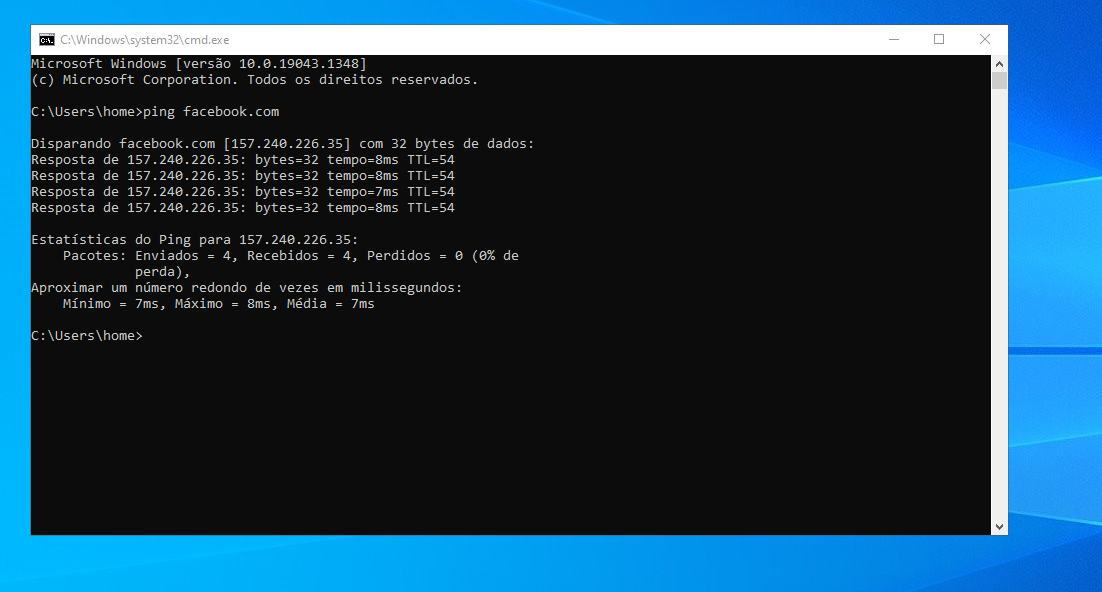 C:\Windows\system32\cmd.exe
Microsoft Windows [versão 10.0.19043.1348]
(c) Microsoft Corporation. Todos os direitos reservados.
C:\Users\home>ping facebook.com
Disparando facebook.com [157.240.226.35] com 32 bytes de dados:
Resposta de 157.240.226.35: bytes=32 tempo=8ms TTL=54
Resposta de 157.240.226.35: bytes=32 tempo=8ms TTL=54
Resposta de 157.240.226.35: bytes=32 tempo=7ms TTL=54
Resposta de 157.240.226.35: bytes=32 tempo=8ms TTL=54
Estatísticas do Ping para 157.240.226.35:
Pacotes: Enviados = 4, Recebidos = 4, Perdidos = 0 (0% de
perda),
Aproximar um número redondo de vezes em milissegundos:
Mínimo = 7ms, Máximo = 8ms, Média = 7ms
C:\Users\home>